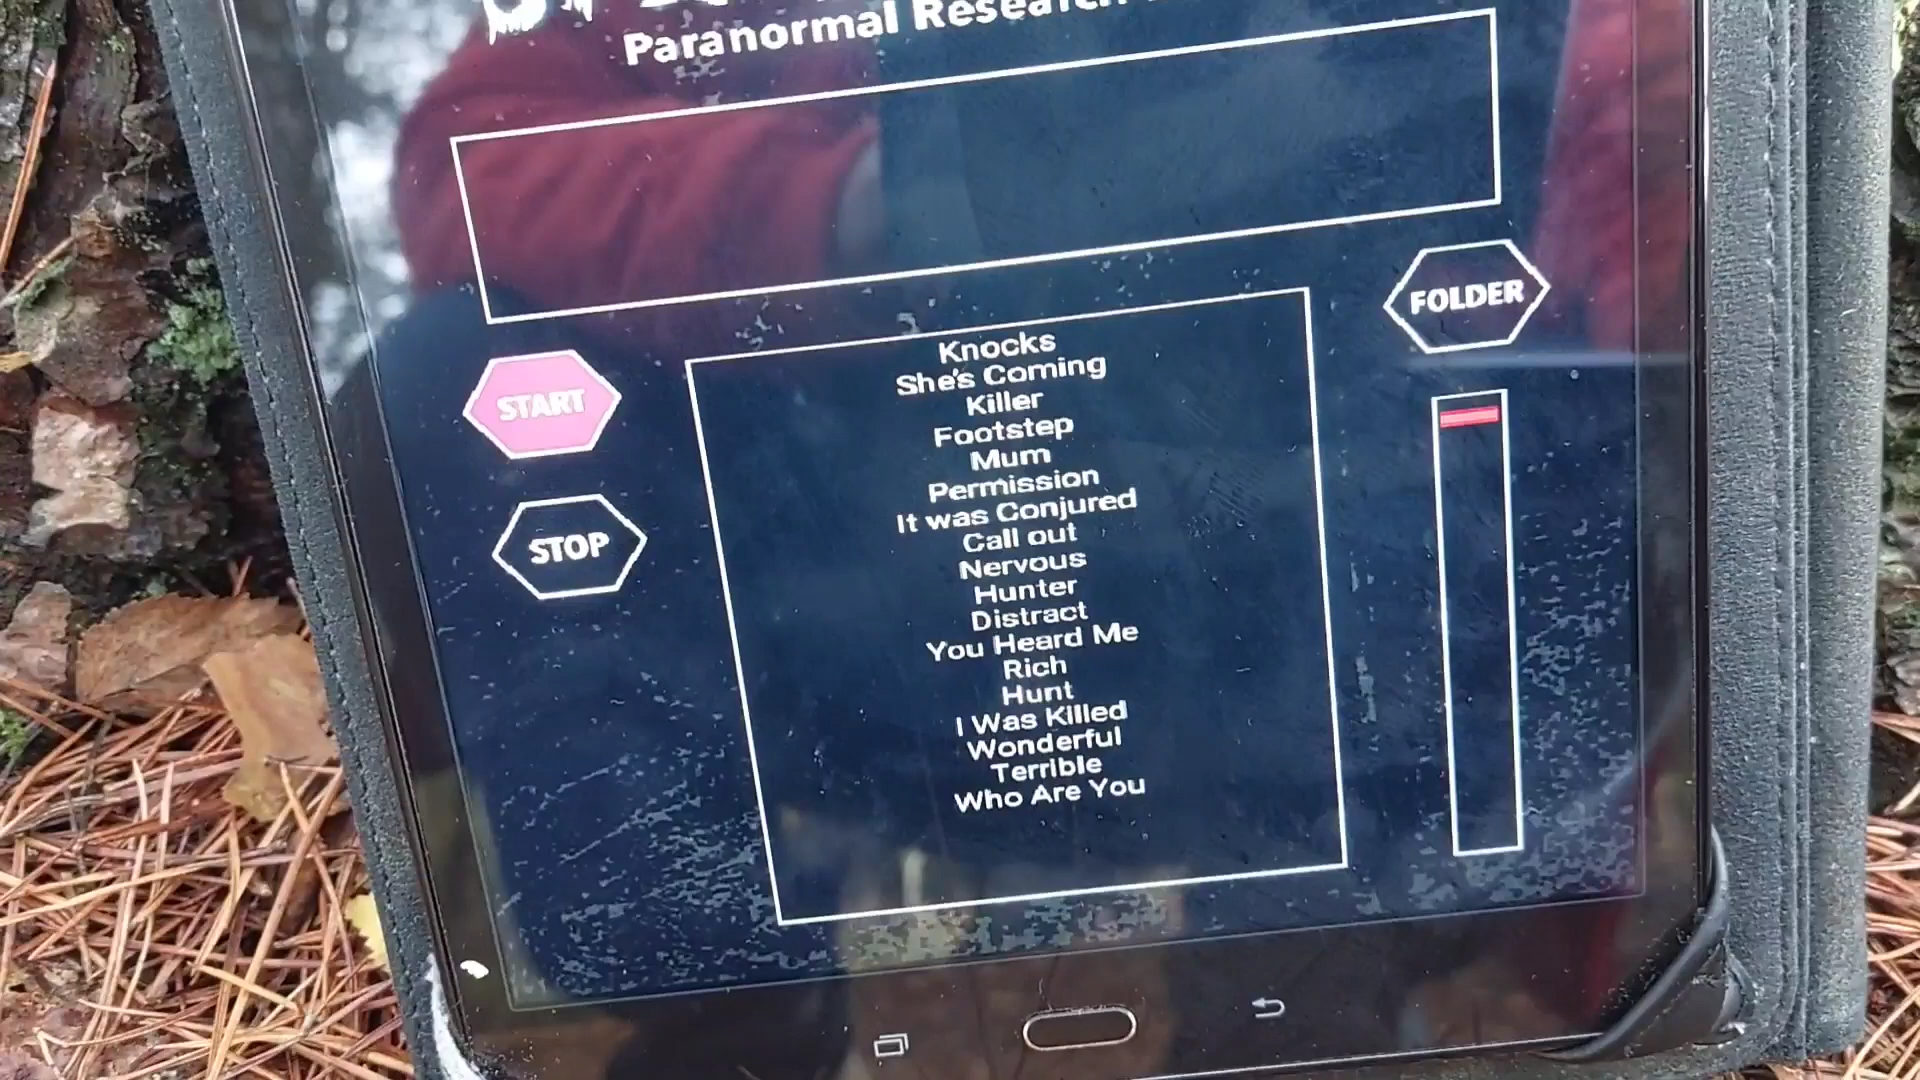 Paranormal Research
FOLDER
START
STOP
Knocks
She's Coming
Killer
Footstep
Mum
Permission
It was Conjured
Call out
Nervous
Hunter
Distract
You Heard Me
Rich
Hunt
I Was Killed
Wonderful
Terrible
Who Are You